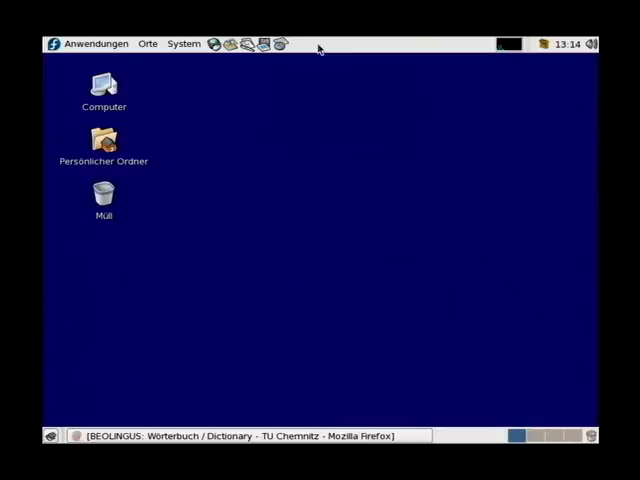 Anwendungen Orte System 13:14
Computer
Persönlicher Ordner
Müll
[BEOLINGUS: Wörterbuch / Dictionary - TU Chemnitz - Mozilla Firefox]